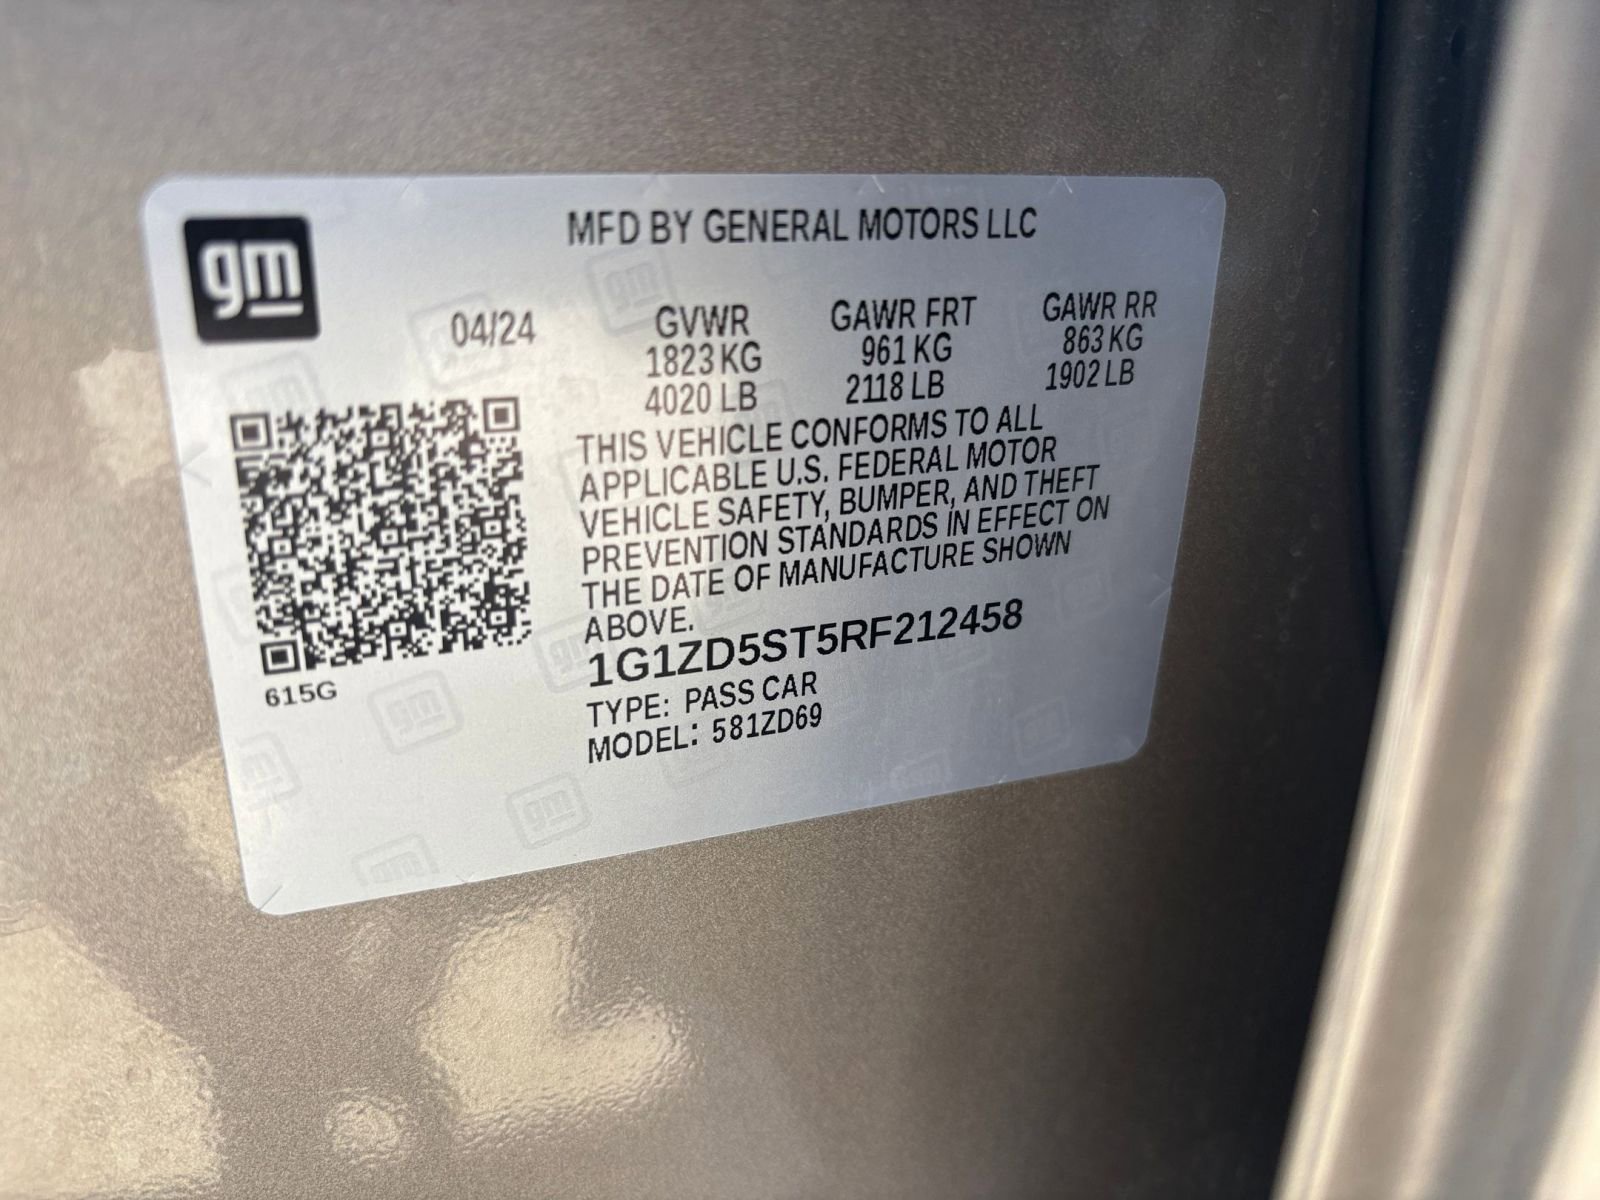 gm
MFD BY GENERAL MOTORS LLC
04/24 GVWR GAWR FRT GAWR RR
1823 KG 961 KG 863 KG
4020 LB 2118 LB 1902 LB
THIS VEHICLE CONFORMS TO ALL
APPLICABLE U.S. FEDERAL MOTOR
VEHICLE SAFETY, BUMPER, AND THEFT
PREVENTION STANDARDS IN EFFECT ON
THE DATE OF MANUFACTURE SHOWN
ABOVE.
1G1ZD5ST5RF212458
615G
TYPE: PASS CAR
MODEL: 581ZD69